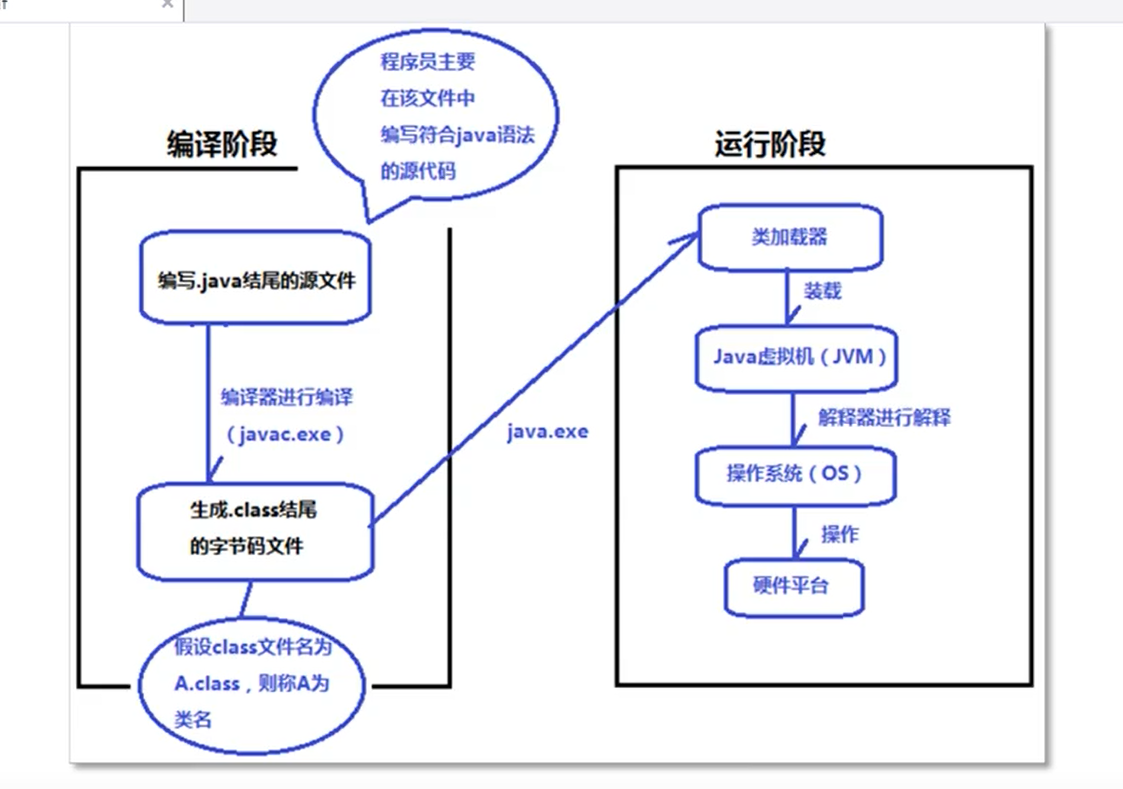 程序员主要
在该文件中
编写符合java语法
的源代码
编译阶段
编写.java结尾的源文件
编译器进行编译
（javac.exe）
生成.class结尾
的字节码文件
假设class文件名为
A.class，则称A为
类名
java.exe
运行阶段
类加载器
装载
Java虚拟机（JVM）
解释器进行解释
操作系统（OS）
操作
硬件平台